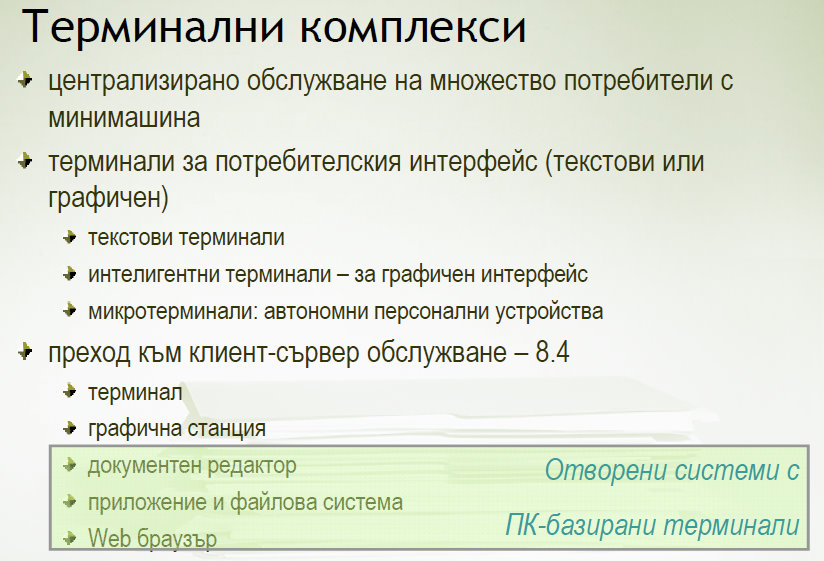 Терминални комплекси
централизирано обслужване на множество потребители с
минимашина
терминали за потребителския интерфейс (текстови или
графичен)
текстови терминали
интелигентни терминали – за графичен интерфейс
микротерминали: автономни персонални устройства
преход към клиент-сървер обслужване – 8.4
терминал
графична станция
документен редактор
приложение и файлова система
Web браузър
Отворени системи с
ПК-базирани терминали